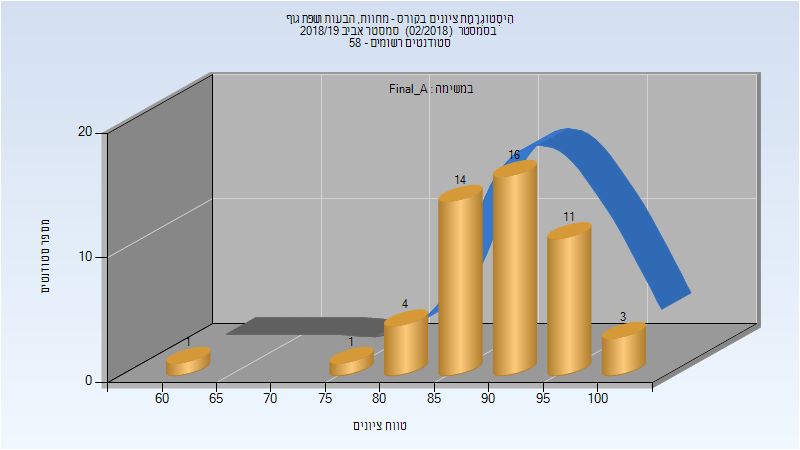 היסטוגרמת ציונים בקורס - מחוות, הבעות ושפת גוף
בסמסטר (02/2018) סמסטר אביב 2018/19
סטודנטים רשומים - 58
במשימה : Final_A
מספר סטודנטים
20
10
0
1
1
4
14
16
11
3
60 65 70 75 80 85 90 95 100
טווח ציונים